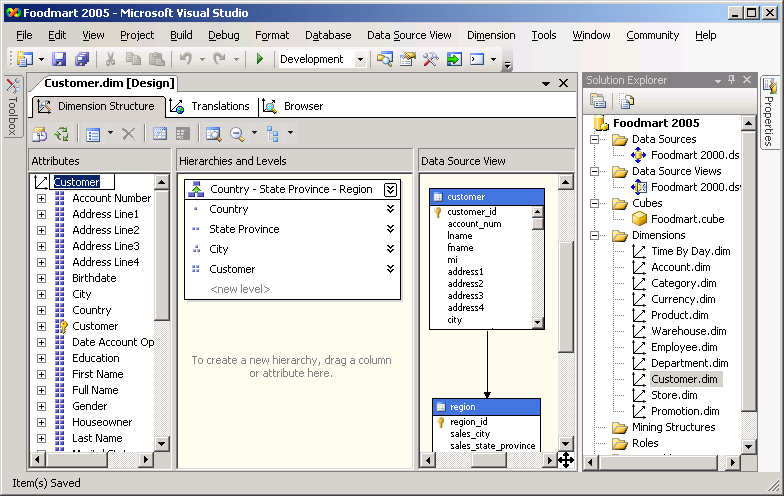 Foodmart 2005 - Microsoft Visual Studio
File Edit View Project Build Debug Format Database Data Source View Dimension Tools Window Community Help
Development
Toolbox
Customer.dim [Design]
Dimension Structure Translations Browser
Attributes
Customer
Account Number
Address Line1
Address Line2
Address Line3
Address Line4
Birthdate
City
Country
Customer
Date Account Op
Education
First Name
Full Name
Gender
Houseowner
Last Name
Hierarchies and Levels
Country - State Province - Region
Country
State Province
City
Customer
<new level>
To create a new hierarchy, drag a column
or attribute here.
Data Source View
customer
customer_id
account_num
lname
fname
mi
address1
address2
address3
address4
city
region
region_id
sales_city
sales_state_province
Solution Explorer
Foodmart 2005
Data Sources
Foodmart 2000.ds
Data Source Views
Foodmart 2000.dsv
Cubes
Foodmart.cube
Dimensions
Time By Day.dim
Account.dim
Category.dim
Currency.dim
Product.dim
Warehouse.dim
Employee.dim
Department.dim
Customer.dim
Store.dim
Promotion.dim
Mining Structures
Roles
Properties
Item(s) Saved